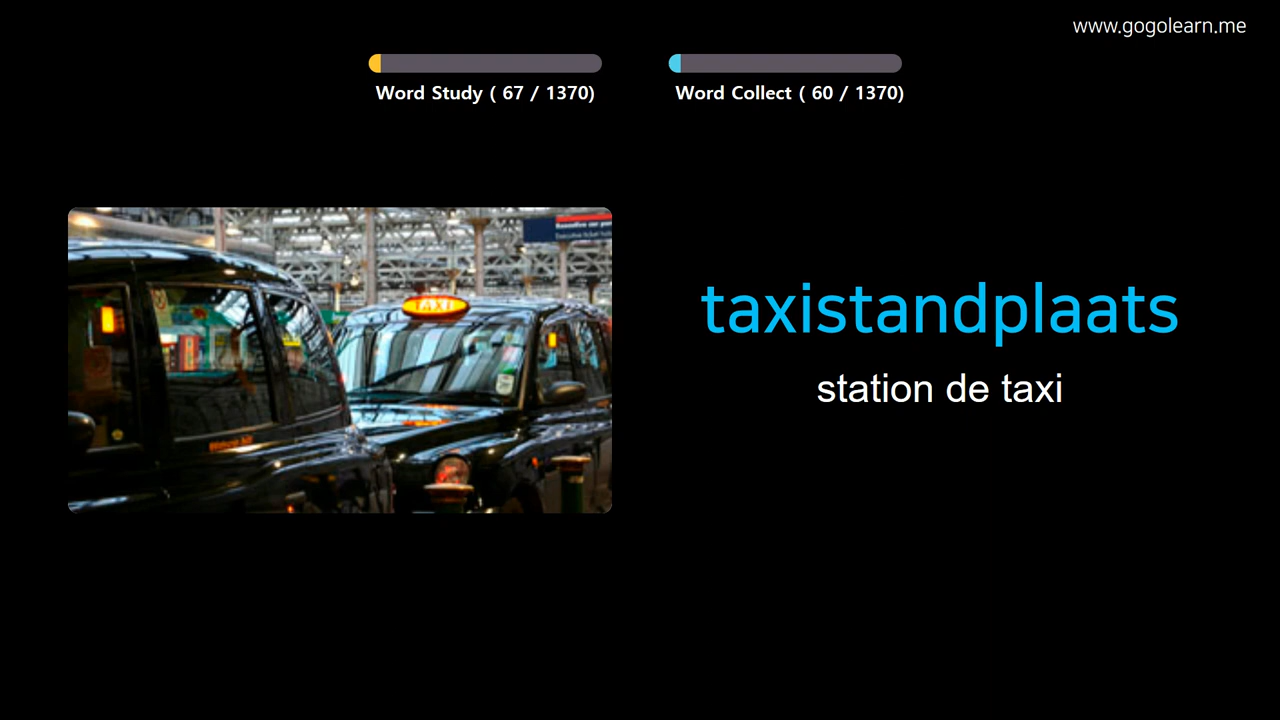 www.gogolearn.me
Word Study ( 67 / 1370)
Word Collect ( 60 / 1370)
TAXI
taxistandplaats
station de taxi